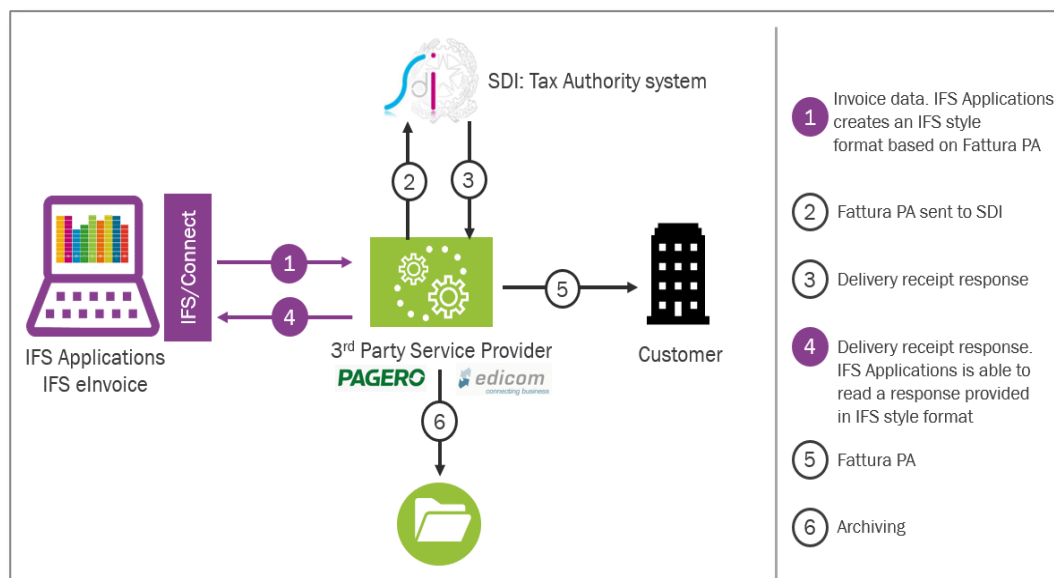 SDI: Tax Authority system
2
3
IFS/Connect
1
4
5
IFS Applications
IFS eInvoice
3rd Party Service Provider
PAGERO
edicom
connecting business
Customer
6
1
Invoice data. IFS Applications
creates an IFS style
format based on Fattura PA
2
Fattura PA sent to SDI
3
Delivery receipt response
4
Delivery receipt response.
IFS Applications is able to
read a response provided
in IFS style format
5
Fattura PA
6
Archiving